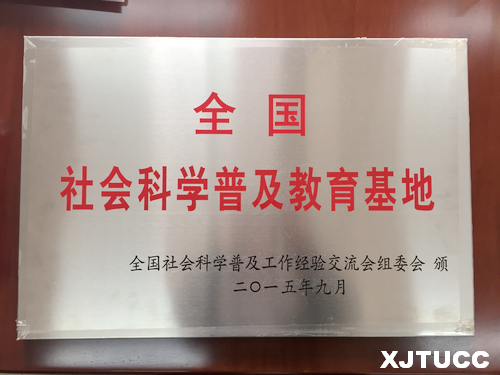 全国
社会科学普及教育基地
全国社会科学普及工作经验交流会组委会 颁
二〇一五年九月
XJTUCC